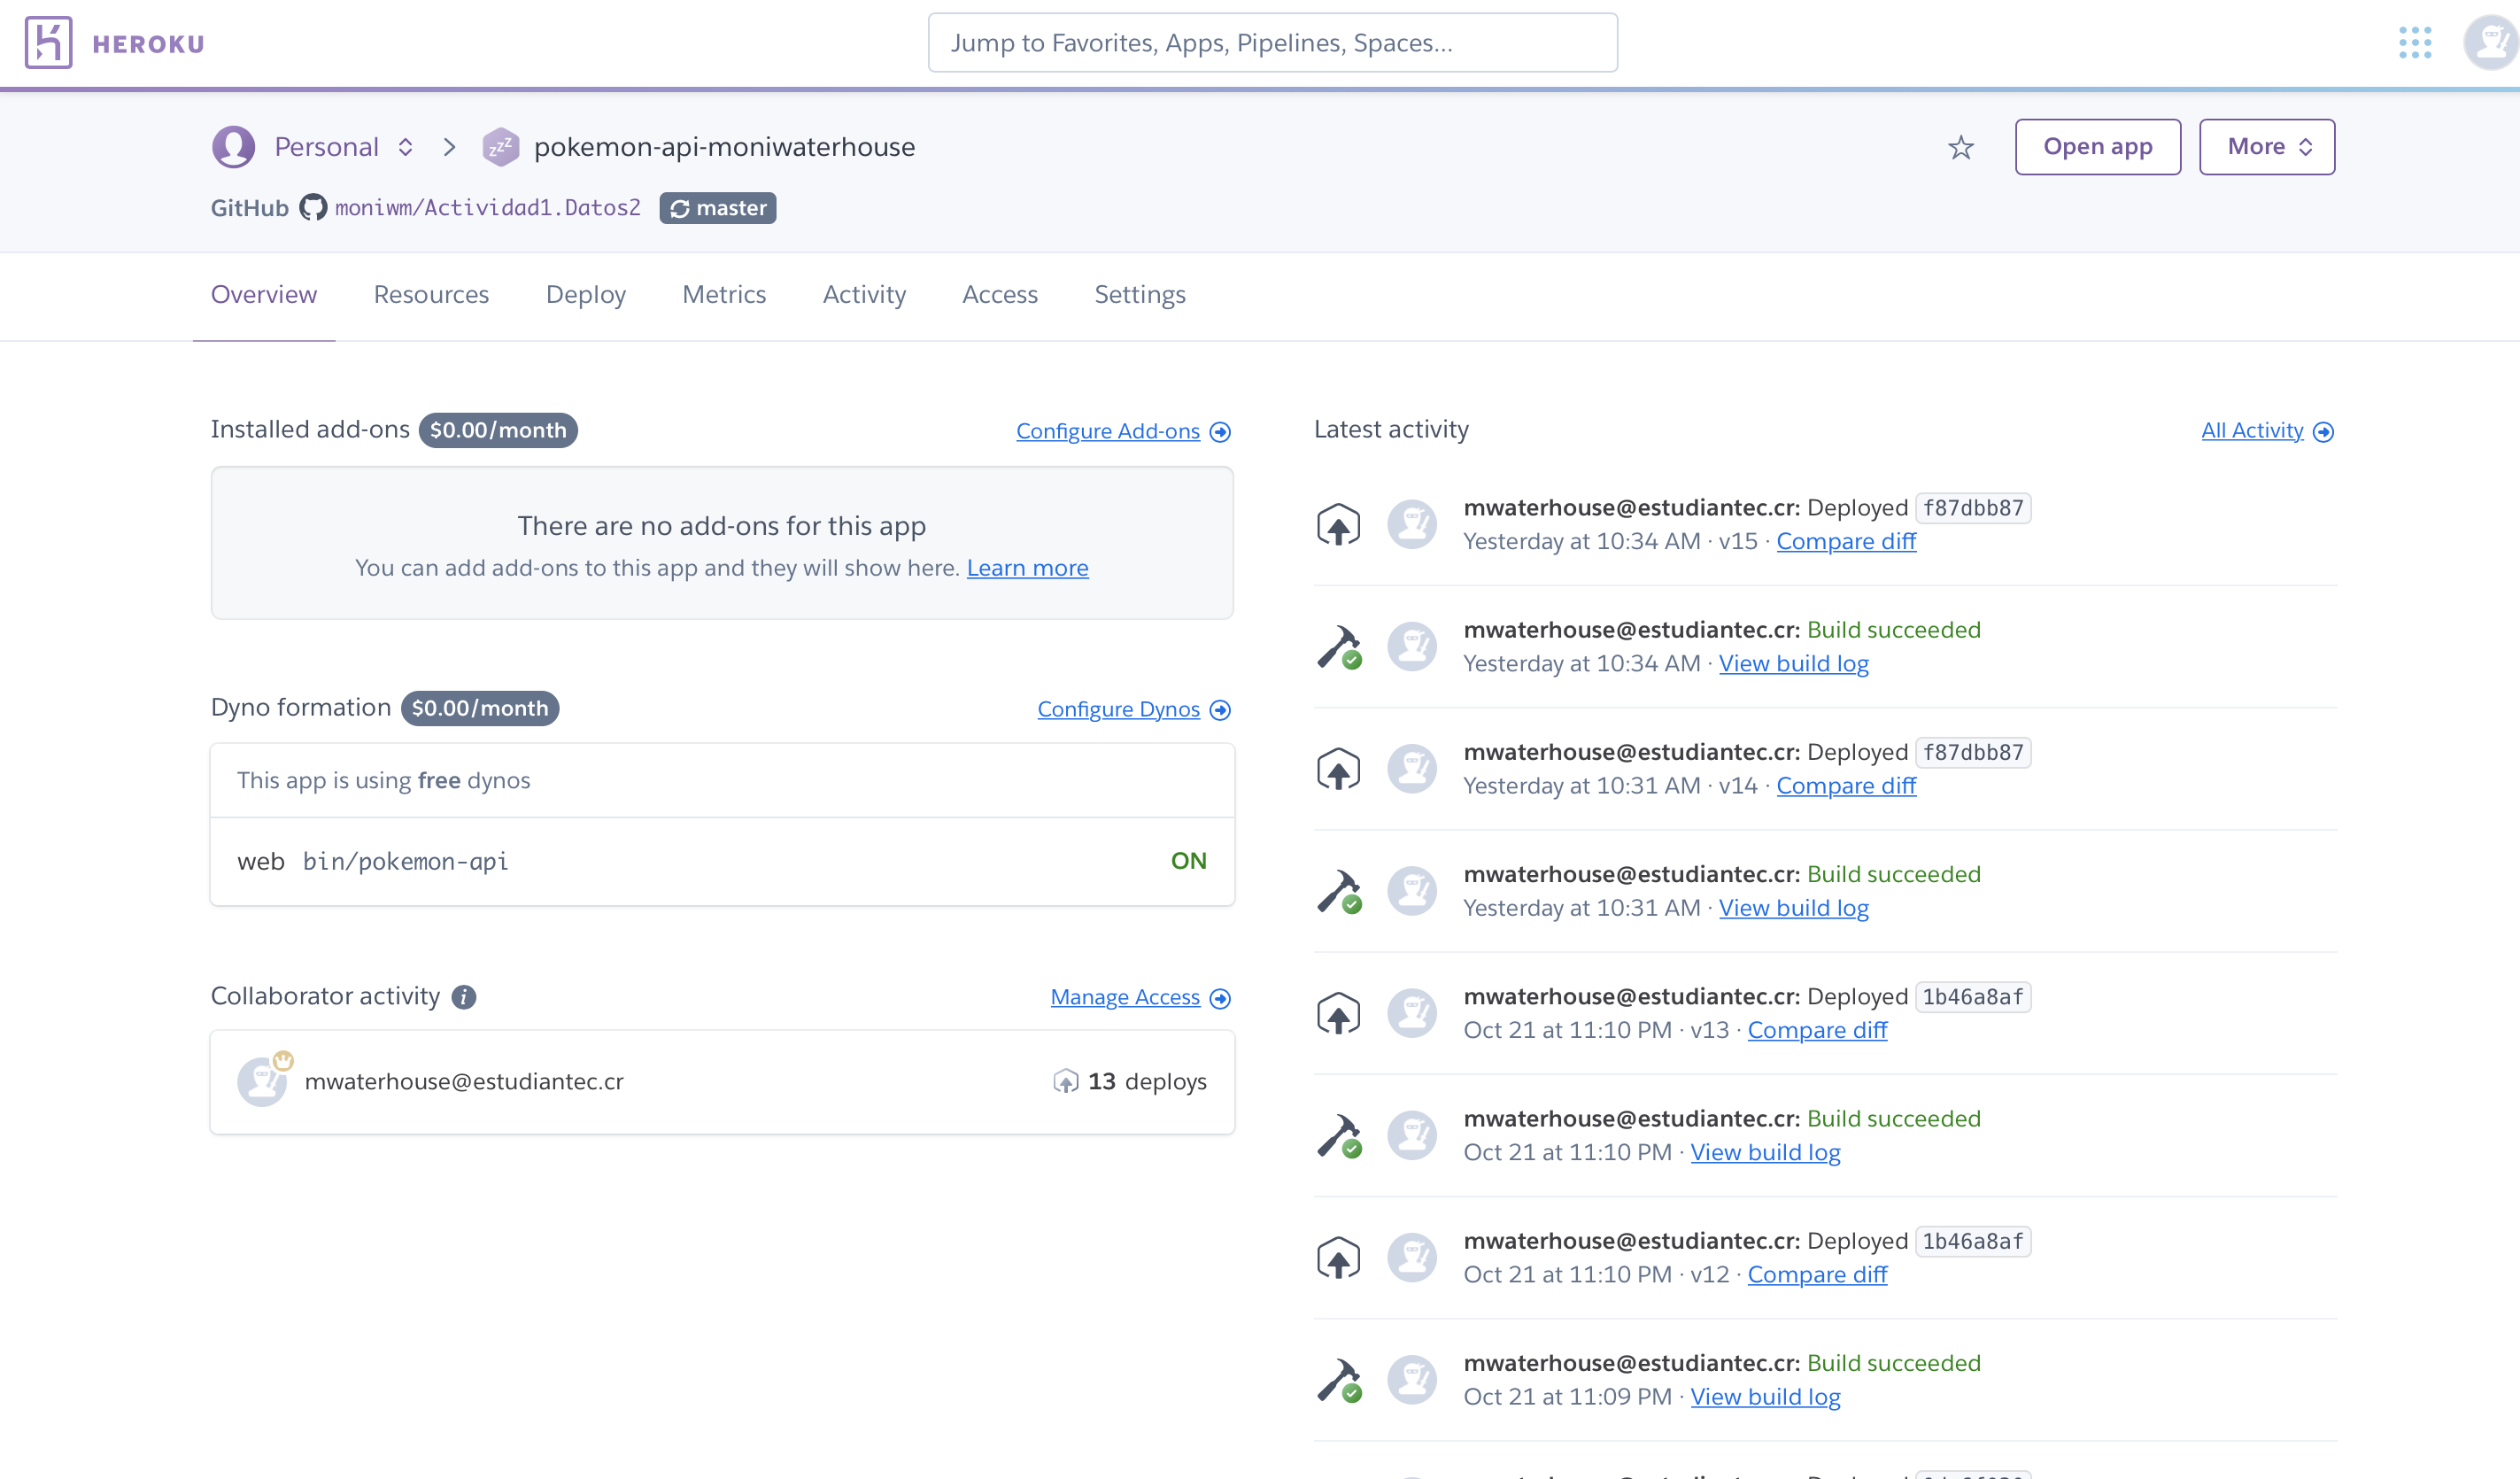 HEROKU
Jump to Favorites, Apps, Pipelines, Spaces...
Personal pokemon-api-moniwaterhouse
Open app
More
GitHub moniwm/Actividad1.Datos2 master
Overview Resources Deploy Metrics Activity Access Settings
Installed add-ons $0.00/month
Configure Add-ons
There are no add-ons for this app
You can add add-ons to this app and they will show here. Learn more
Dyno formation $0.00/month
Configure Dynos
This app is using free dynos
web bin/pokemon-api ON
Collaborator activity
Manage Access
mwaterhouse@estudiantec.cr 13 deploys
Latest activity
All Activity
mwaterhouse@estudiantec.cr: Deployed f87dbb87
Yesterday at 10:34 AM · v15 · Compare diff
mwaterhouse@estudiantec.cr: Build succeeded
Yesterday at 10:34 AM · View build log
mwaterhouse@estudiantec.cr: Deployed f87dbb87
Yesterday at 10:31 AM · v14 · Compare diff
mwaterhouse@estudiantec.cr: Build succeeded
Yesterday at 10:31 AM · View build log
mwaterhouse@estudiantec.cr: Deployed 1b46a8af
Oct 21 at 11:10 PM · v13 · Compare diff
mwaterhouse@estudiantec.cr: Build succeeded
Oct 21 at 11:10 PM · View build log
mwaterhouse@estudiantec.cr: Deployed 1b46a8af
Oct 21 at 11:10 PM · v12 · Compare diff
mwaterhouse@estudiantec.cr: Build succeeded
Oct 21 at 11:09 PM · View build log